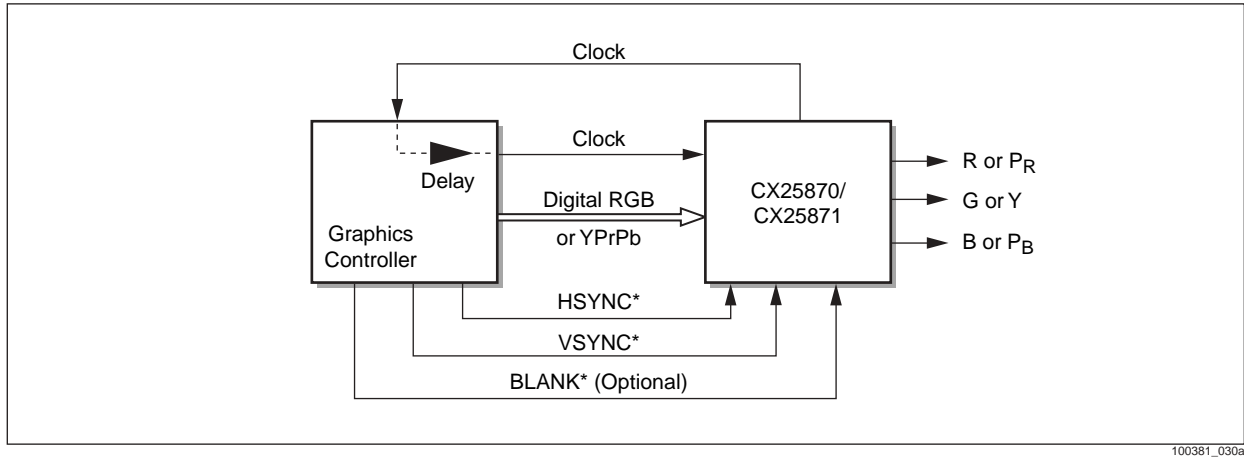 Clock
Clock
Delay
Digital RGB
or YPrPb
Graphics
Controller
CX25870/
CX25871
R or PR
G or Y
B or PB
HSYNC*
VSYNC*
BLANK* (Optional)
100381_030a